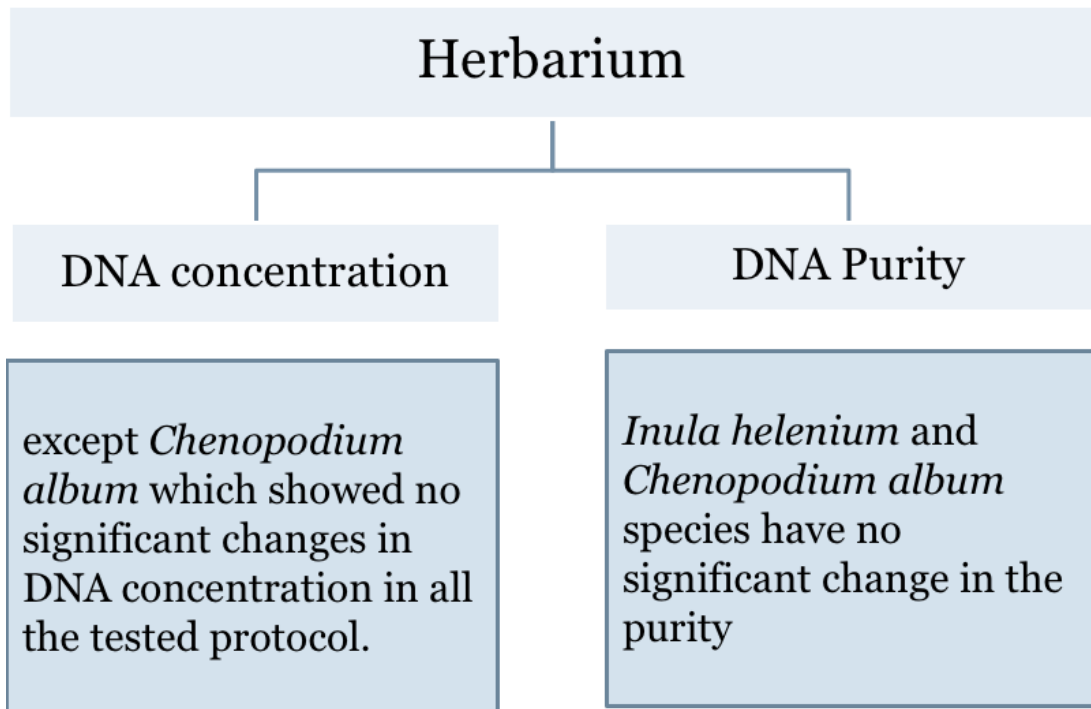 Herbarium
DNA concentration
except Chenopodium
album which showed no
significant changes in
DNA concentration in all
the tested protocol.
DNA Purity
Inula helenium and
Chenopodium album
species have no
significant change in the
purity